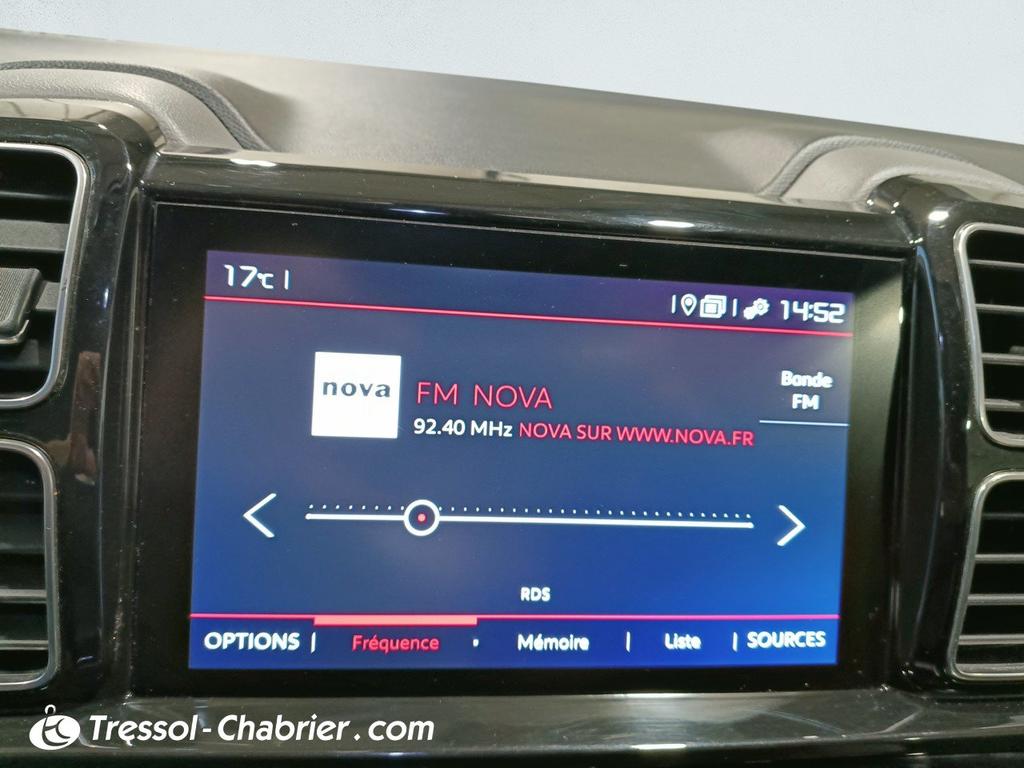 17°C
14:52
nova
FM NOVA
92.40 MHz NOVA SUR WWW.NOVA.FR
Bande
FM
RDS
OPTIONS Fréquence Mémoire Liste SOURCES
Tressol-Chabrier.com